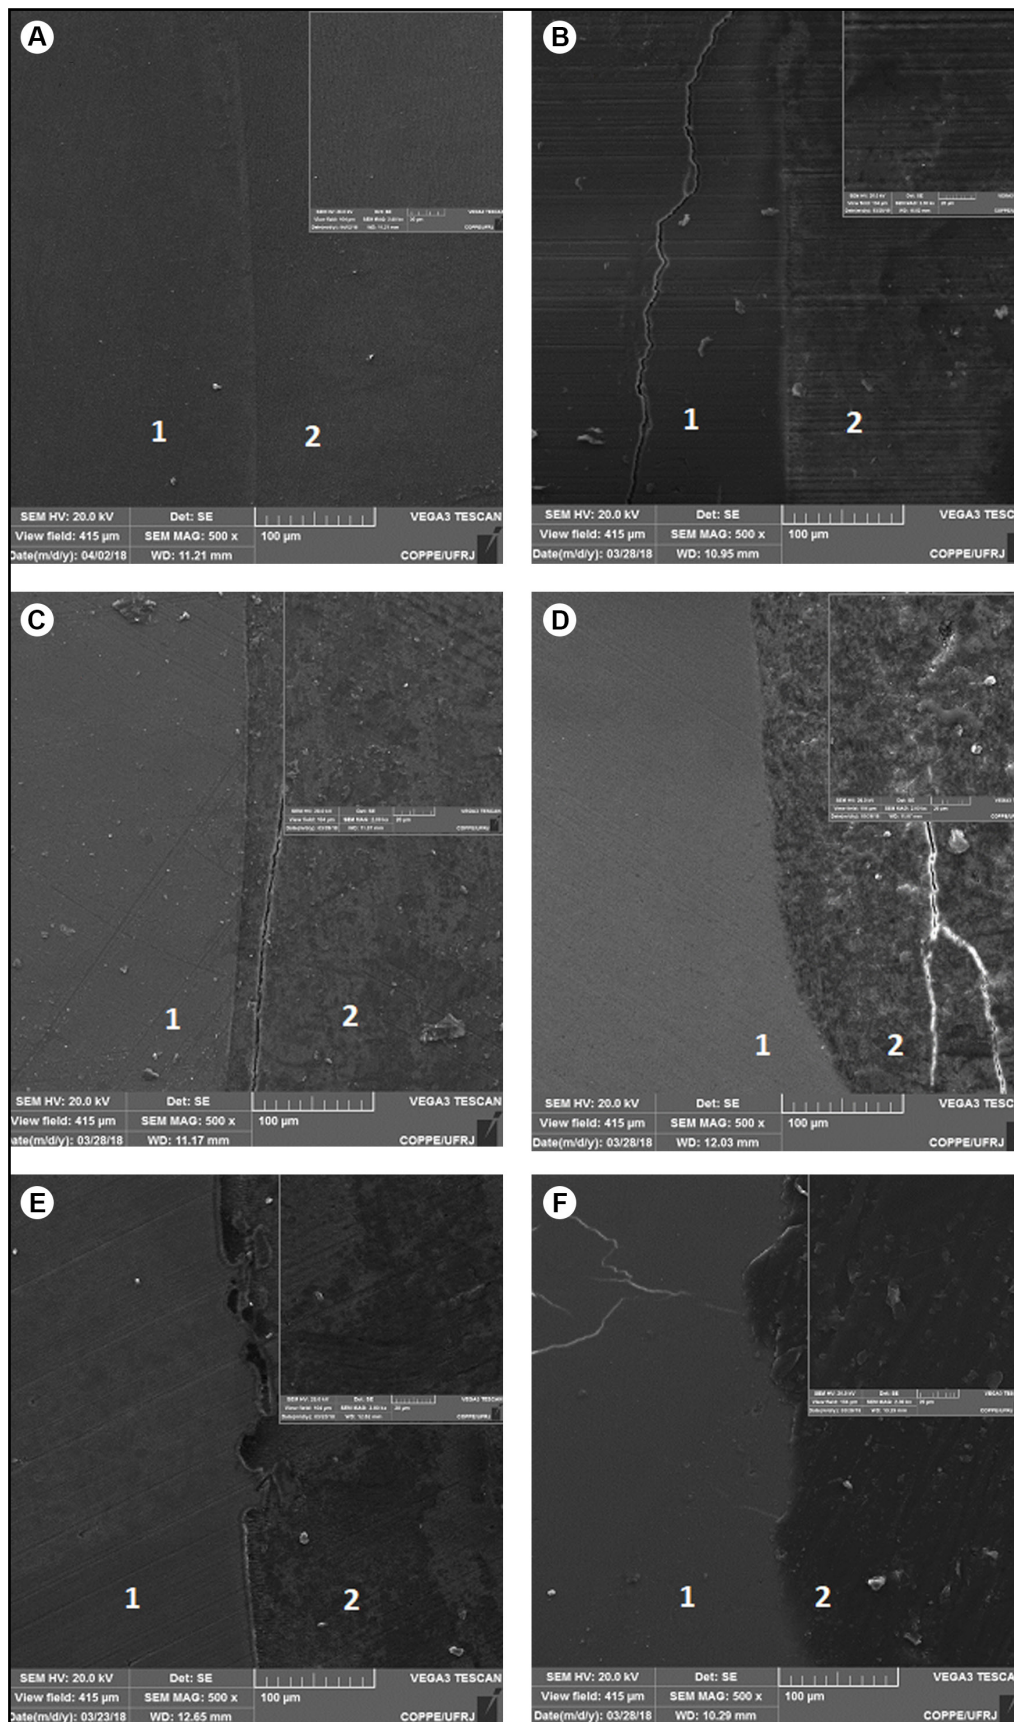 A
1
2
SEM HV: 20.0 kV Det: SE VEGA3 TESCAN
View field: 415 µm SEM MAG: 500 x 100 µm
Date(m/d/y): 04/02/18 WD: 11.21 mm COPPE/UFRJ
B
1
2
SEM HV: 20.0 kV Det: SE VEGA3 TESC
View field: 415 µm SEM MAG: 500 x 100 µm
Date(m/d/y): 03/28/18 WD: 10.95 mm COPPE/UFRJ
C
1
2
SEM HV: 20.0 kV Det: SE VEGA3 TESCAN
View field: 415 µm SEM MAG: 500 x 100 µm
ate(m/d/y): 03/28/18 WD: 11.17 mm COPPE/UFRJ
D
1
2
SEM HV: 20.0 kV Det: SE VEGA3 TESCA
View field: 415 µm SEM MAG: 500 x 100 µm
Date(m/d/y): 03/28/18 WD: 12.03 mm COPPE/UFRJ
E
1
2
SEM HV: 20.0 kV Det: SE VEGA3 TESCAN
View field: 415 µm SEM MAG: 500 x 100 µm
Date(m/d/y): 03/23/18 WD: 12.65 mm COPPE/UFRJ
F
1
2
SEM HV: 20.0 kV Det: SE VEGA3 TESCA
View field: 415 µm SEM MAG: 500 x 100 µm
Date(m/d/y): 03/28/18 WD: 10.29 mm COPPE/UFRJ